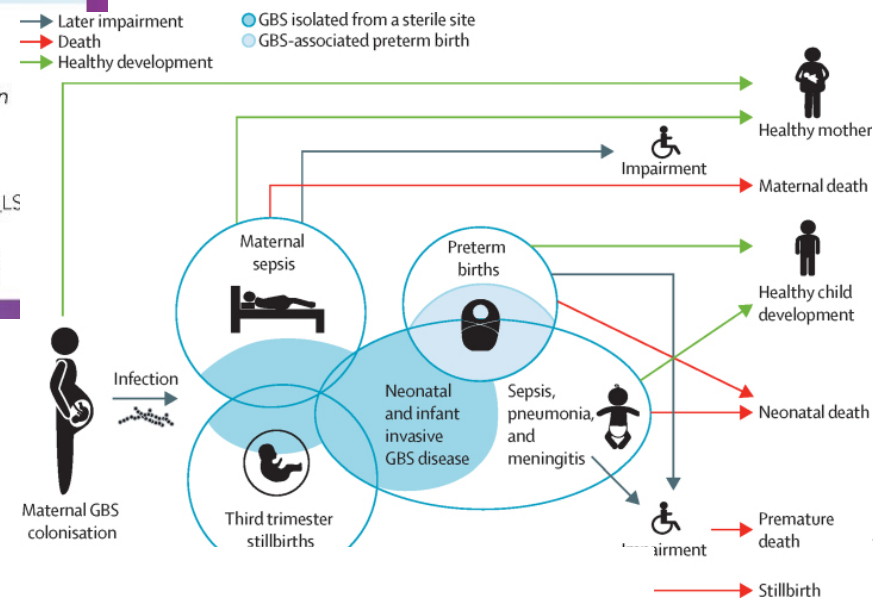 Later impairment
Death
Healthy development
GBS isolated from a sterile site
GBS-associated preterm birth
n
LS
Healthy mother
Impairment
Maternal death
Maternal
sepsis
Preterm
births
Healthy child
development
Infection
Neonatal
and infant
invasive
GBS disease
Sepsis,
pneumonia,
and
meningitis
Neonatal death
Maternal GBS
colonisation
Third trimester
stillbirths
Impairment
Premature
death
Stillbirth